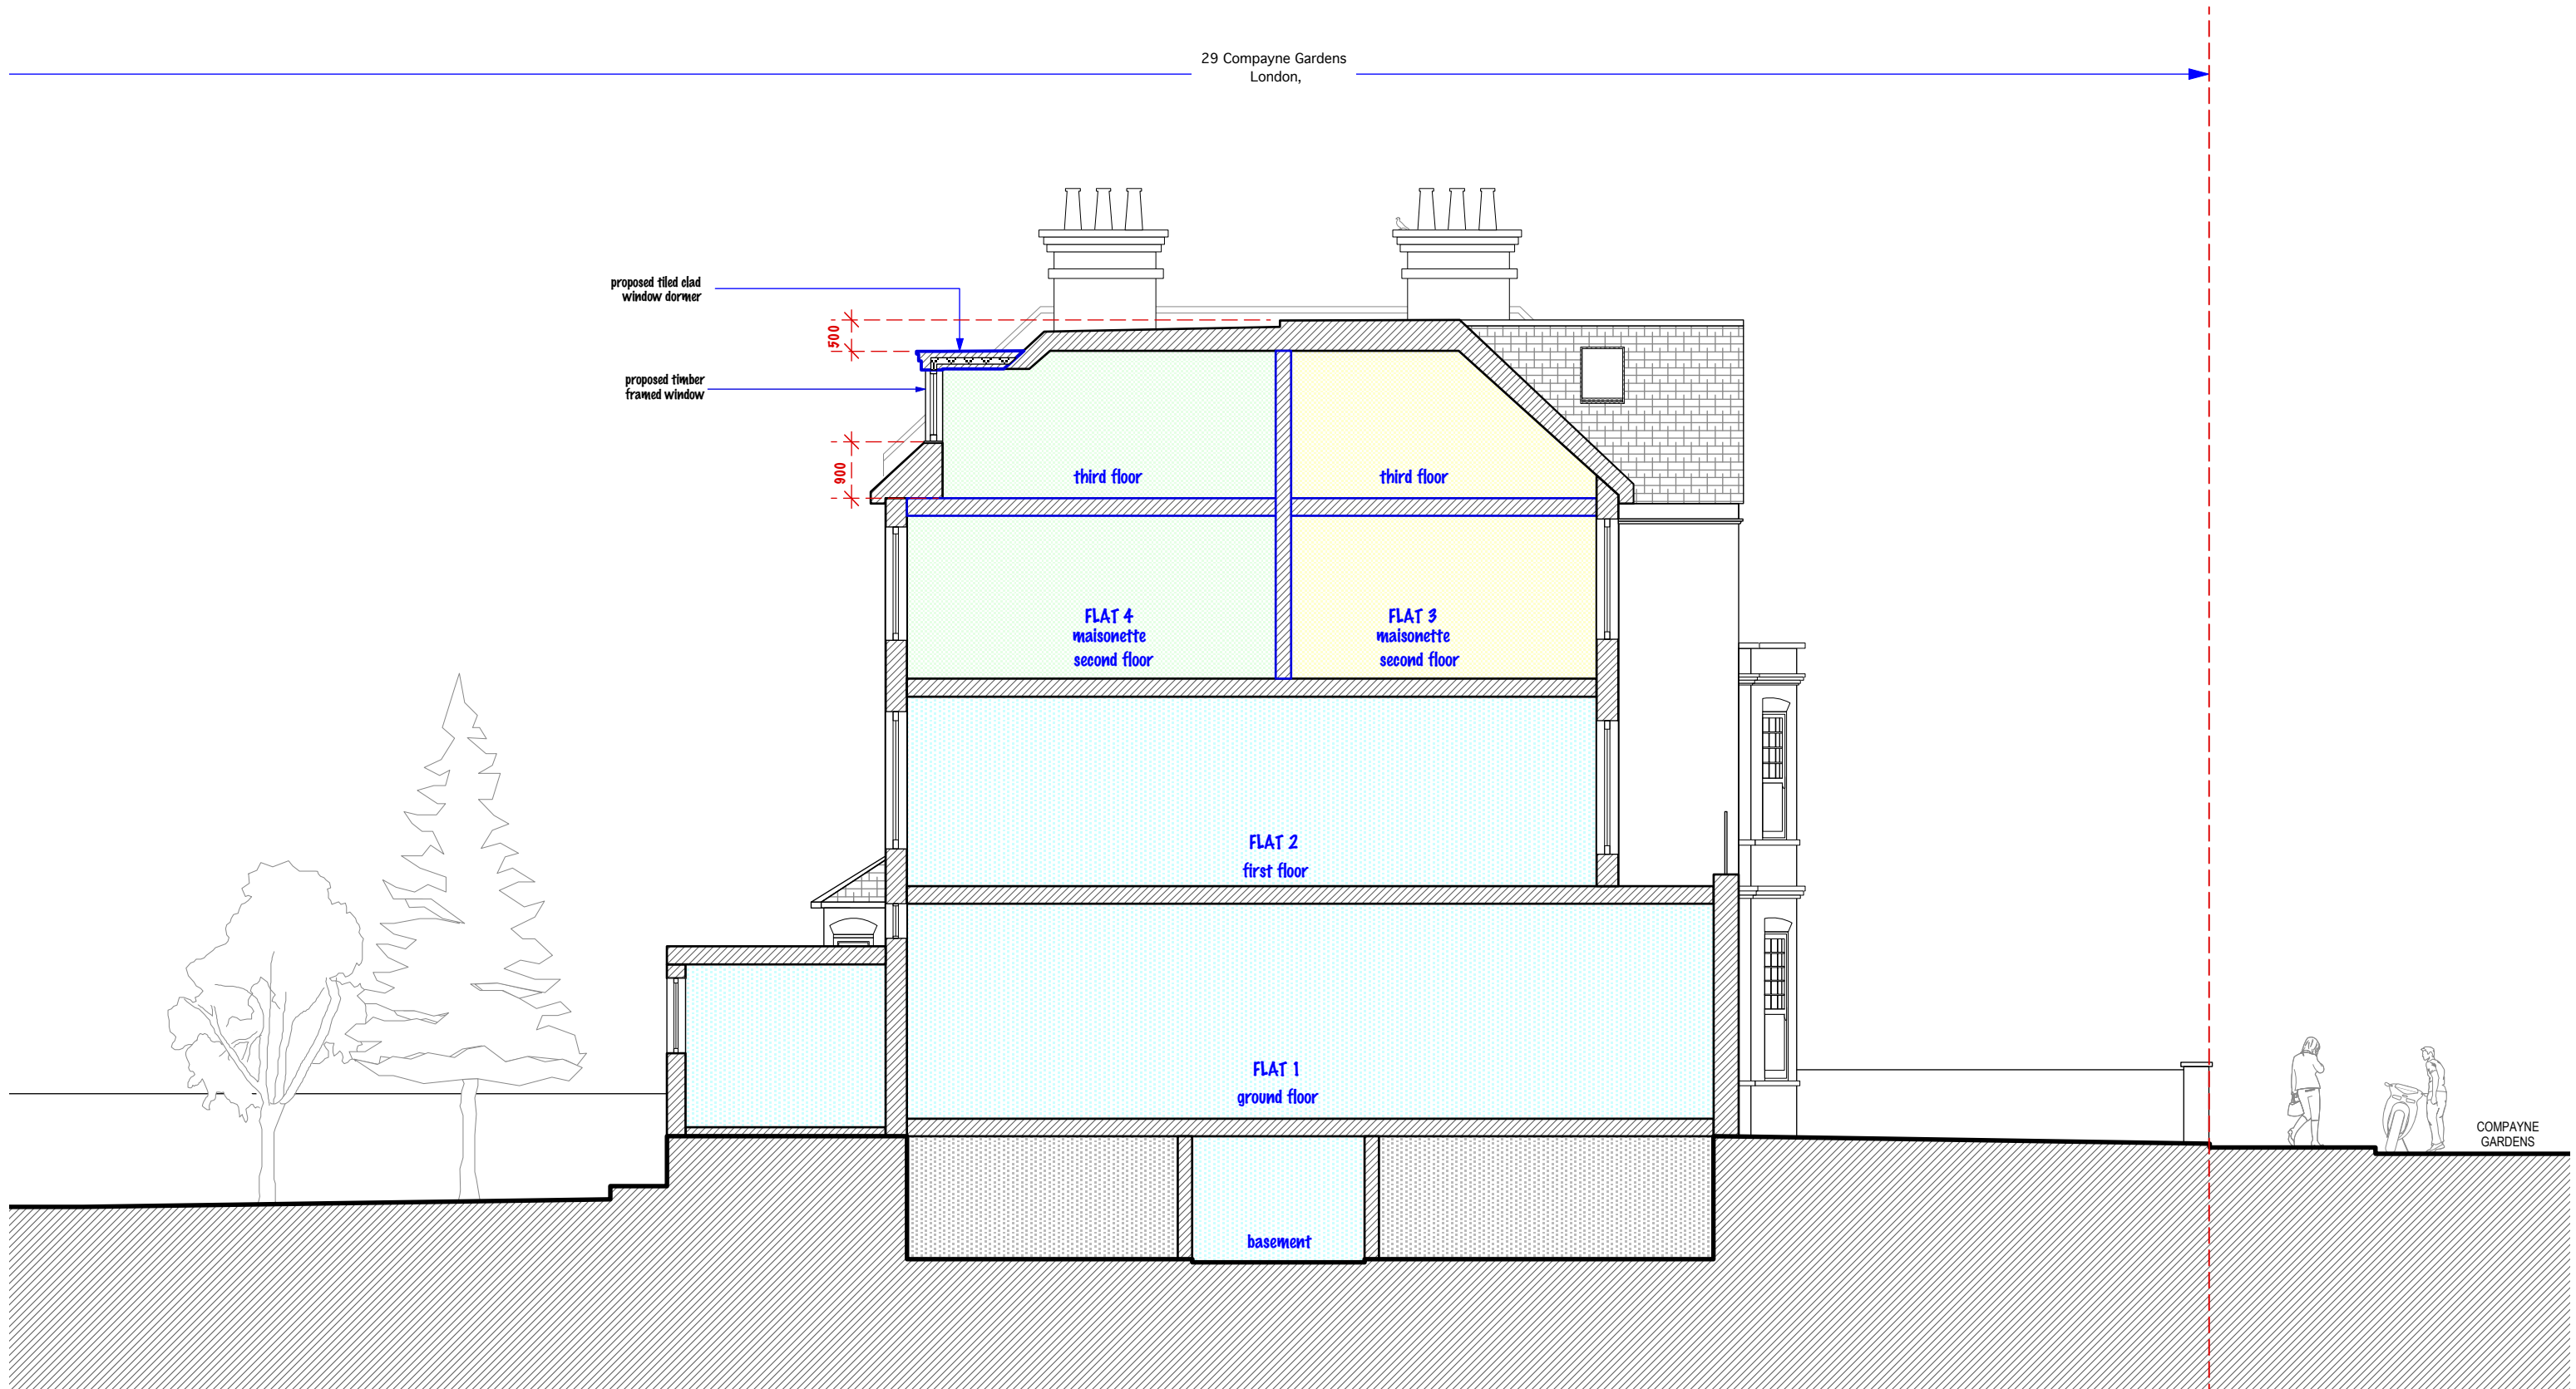 29 Compayne Gardens
London,
proposed tiled clad
window dormer
500
proposed timber
framed window
900
third floor
third floor
FLAT 4
maisonette
second floor
FLAT 3
maisonette
second floor
FLAT 2
first floor
FLAT 1
ground floor
basement
COMPAYNE
GARDENS